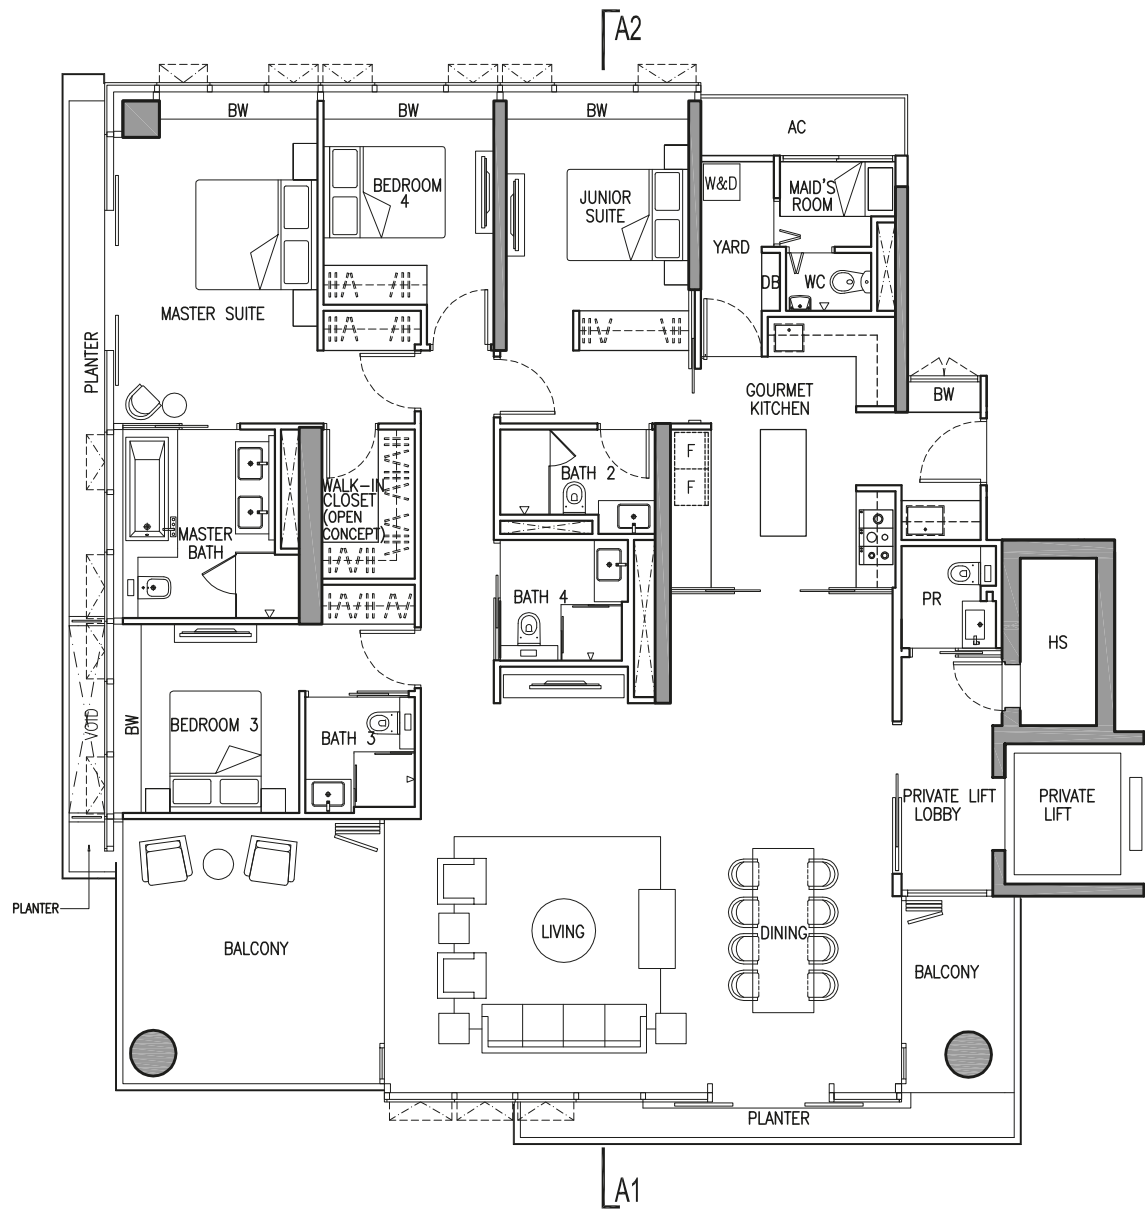 A2
BW
BW
BW
AC
BEDROOM
4
JUNIOR
SUITE
W&D
MAID'S
ROOM
YARD
DB
WC
MASTER SUITE
PLANTER
GOURMET
KITCHEN
BW
F
F
BATH 2
WALK-IN
CLOSET
(OPEN
CONCEPT)
MASTER
BATH
BATH 4
PR
HS
VOID
BW
BEDROOM 3
BATH 3
PRIVATE LIFT
LOBBY
PRIVATE
LIFT
PLANTER
BALCONY
LIVING
DINING
BALCONY
PLANTER
A1